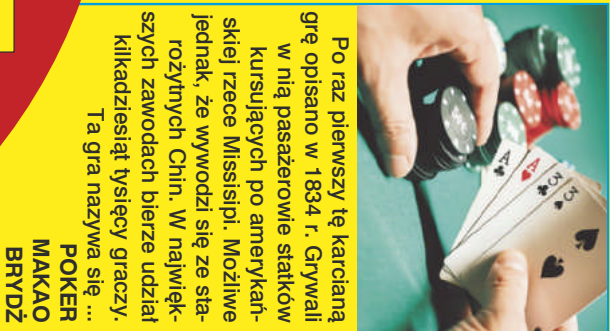 Po raz pierwszy tę karcianą
grę opisano w 1834 r. Grywali
w nią pasażerowie statków
kursujących po amerykań-
skiej rzece Missisipi. Możliwe
jednak, że wywodzi się ze sta-
rożytnych Chin. W najwięk-
szych zawodach bierze udział
kilkadziesiąt tysięcy graczy.
Ta gra nazywa się ...
POKER
MAKAO
BRYDŻ